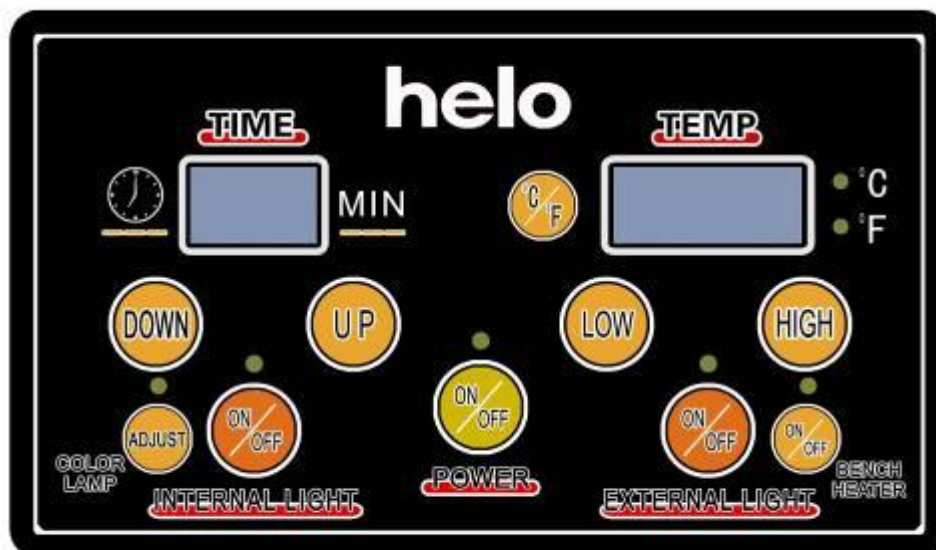 helo
TIME
TEMP
MIN
°C/°F
°C
°F
DOWN
UP
LOW
HIGH
ADJUST
ON/OFF
ON/OFF
ON/OFF
ON/OFF
COLOR
LAMP
INTERNAL LIGHT
POWER
EXTERNAL LIGHT
BENCH
HEATER